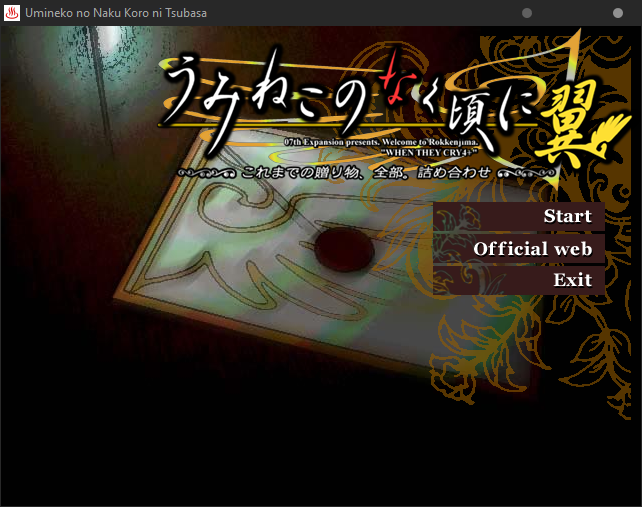 Umineko no Naku Koro ni Tsubasa
うみねこのなく頃に翼
07th Expansion presents. Welcome to Rokkenjima.
"WHEN THEY CRY4+"
これまでの贈り物、全部。詰め合わせ
Start
Official web
Exit